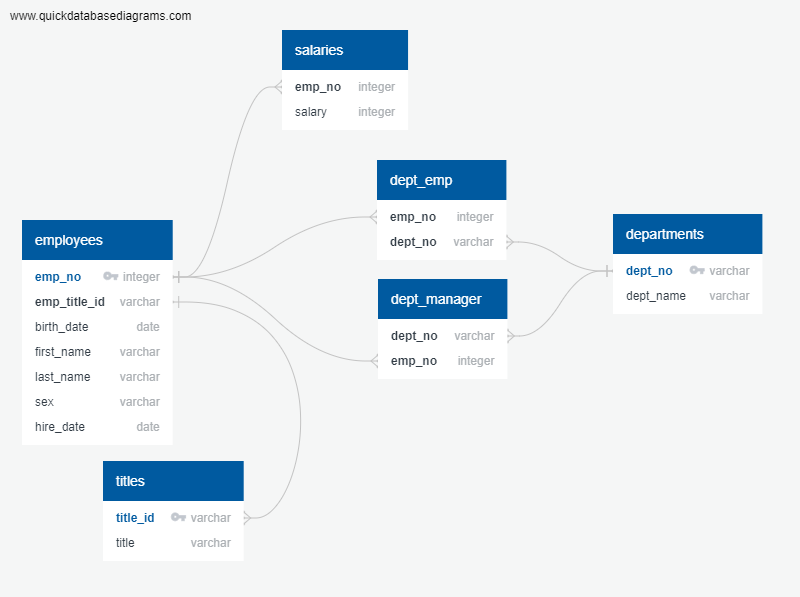 www.quickdatabasediagrams.com
salaries
emp_no integer
salary integer
dept_emp
emp_no integer
dept_no varchar
employees
emp_no integer
emp_title_id varchar
birth_date date
first_name varchar
last_name varchar
sex varchar
hire_date date
departments
dept_no varchar
dept_name varchar
dept_manager
dept_no varchar
emp_no integer
titles
title_id varchar
title varchar